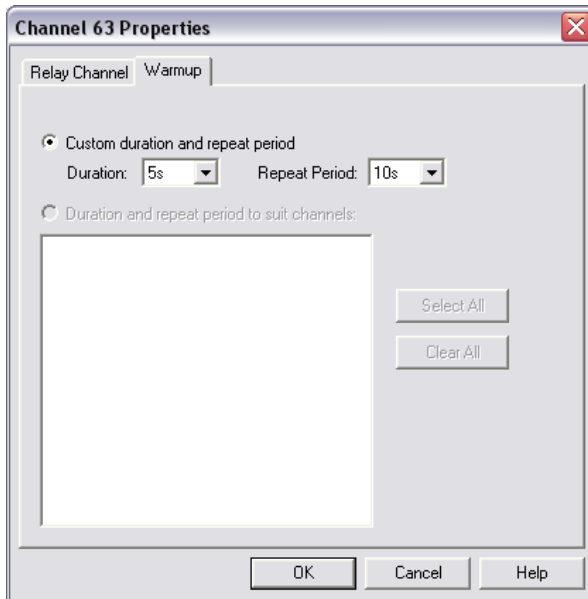 Channel 63 Properties
Relay Channel Warmup
Custom duration and repeat period
Duration: 5s Repeat Period: 10s
Duration and repeat period to suit channels:
Select All
Clear All
OK Cancel Help